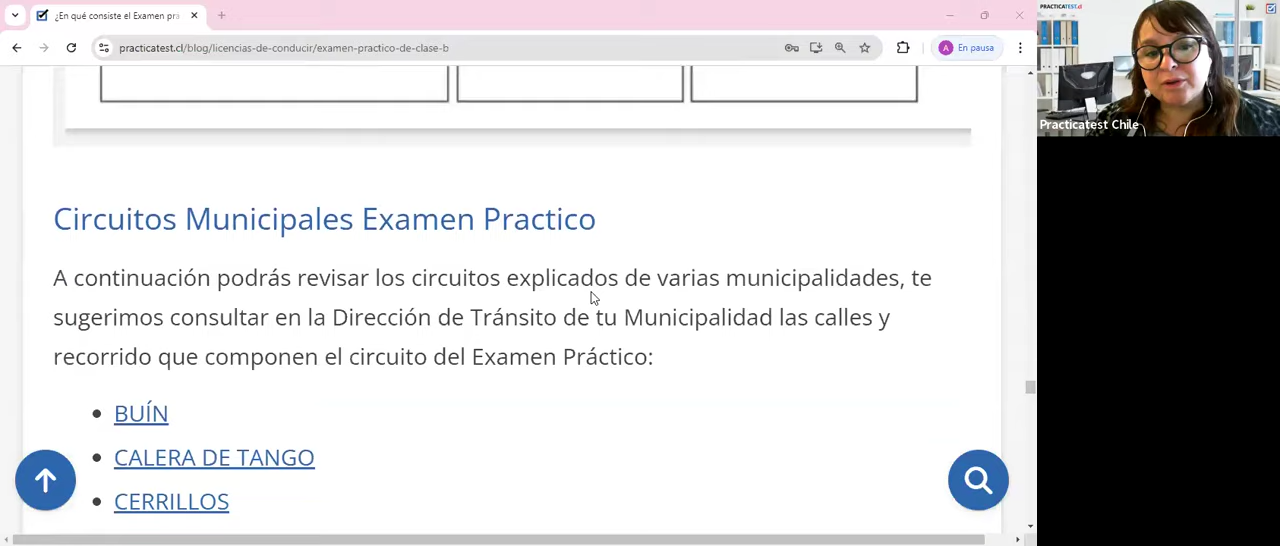 ¿En qué consiste el Examen pra
practicatest.cl/blog/licencias-de-conducir/examen-practico-de-clase-b
A
En pausa
PRACTICATEST.CL
Practicatest Chile
Circuitos Municipales Examen Practico
A continuación podrás revisar los circuitos explicados de varias municipalidades, te
sugerimos consultar en la Dirección de Tránsito de tu Municipalidad las calles y
recorrido que componen el circuito del Examen Práctico:
• BUÍN
• CALERA DE TANGO
• CERRILLOS